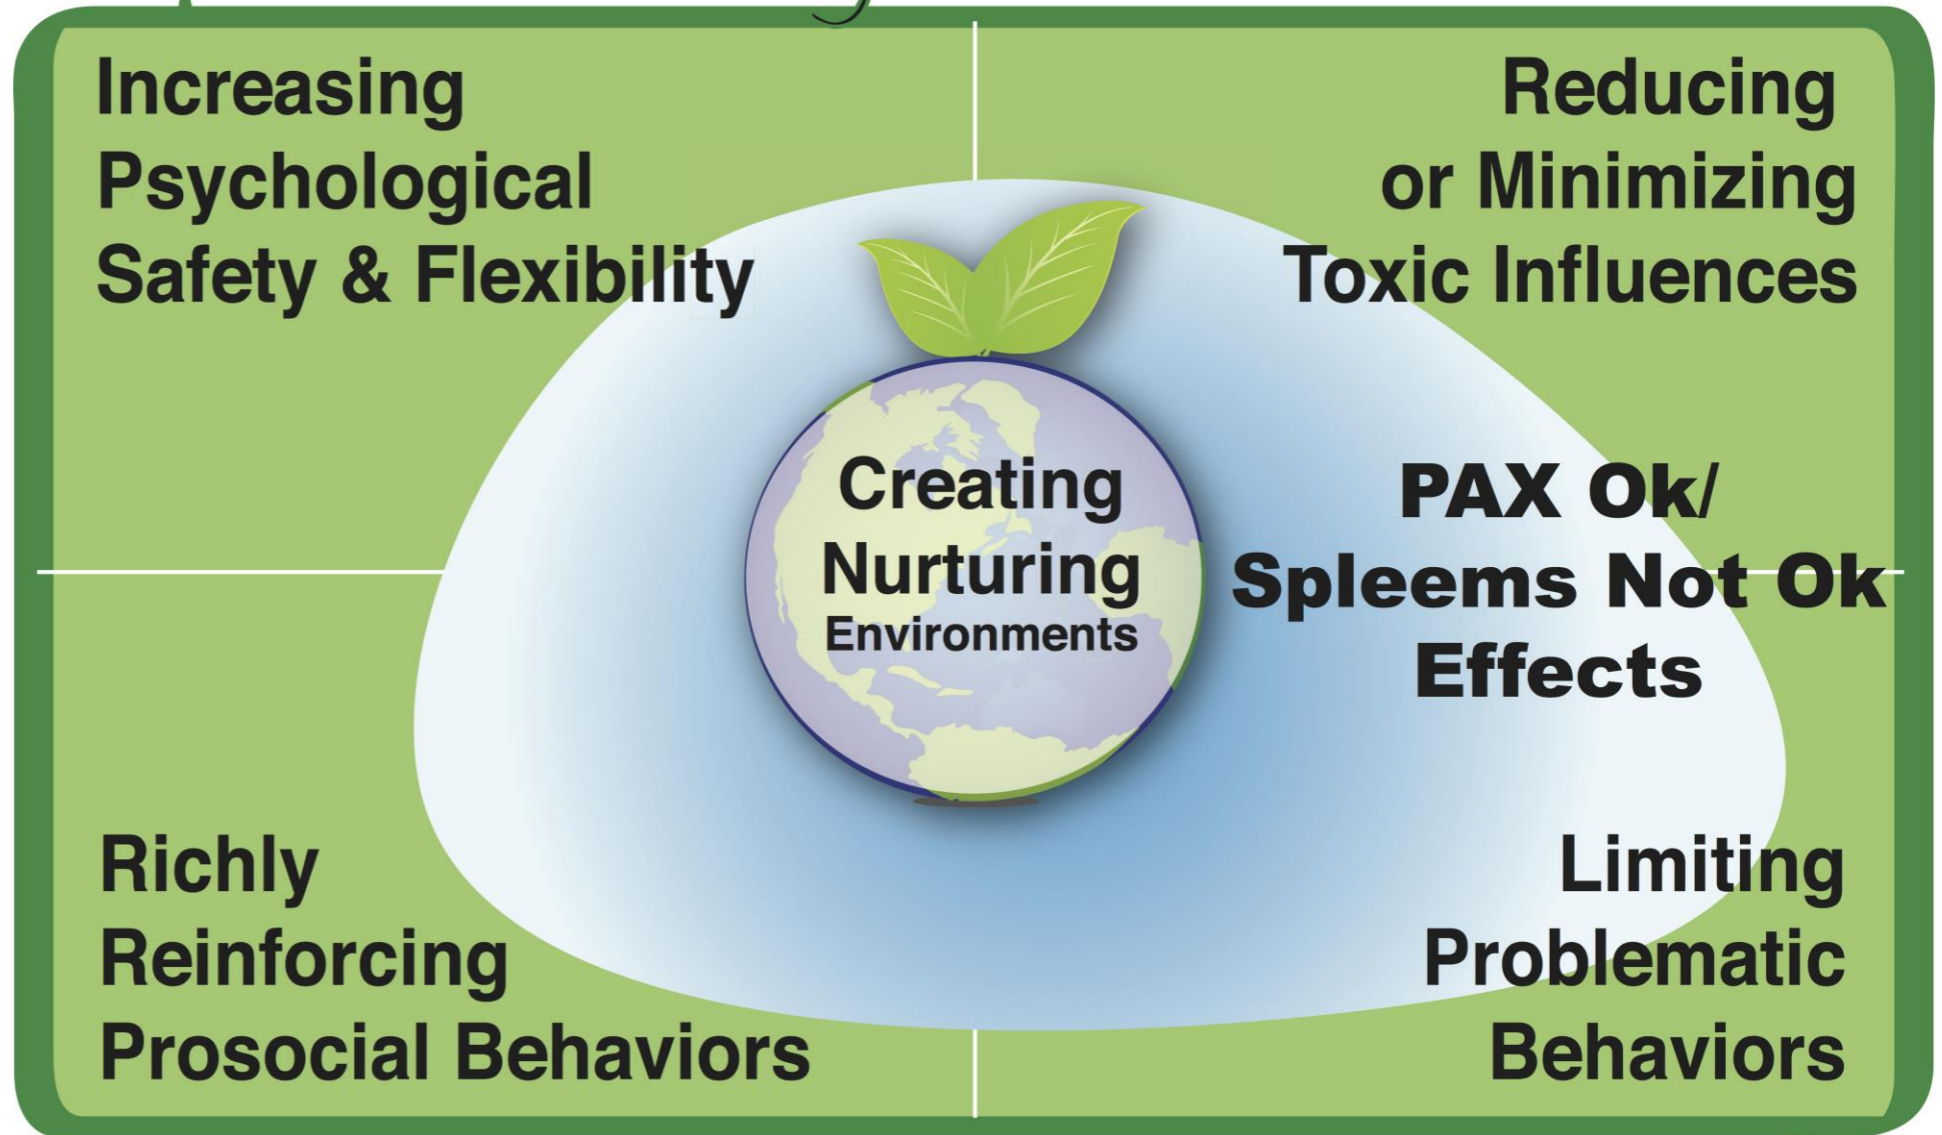 Increasing
Psychological
Safety & Flexibility
Reducing
or Minimizing
Toxic Influences
Creating
Nurturing
Environments
PAX Ok/
Spleems Not Ok
Effects
Richly
Reinforcing
Prosocial Behaviors
Limiting
Problematic
Behaviors